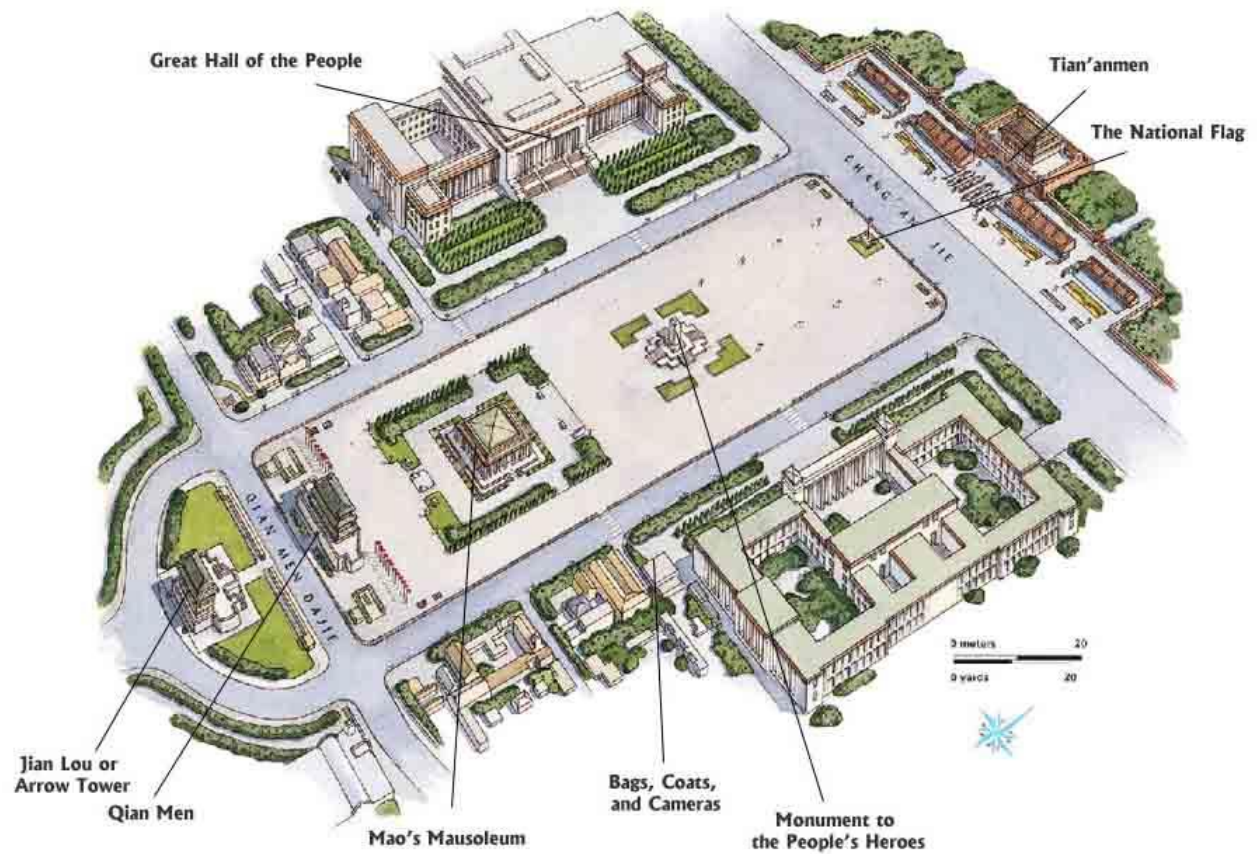 Great Hall of the People
Tian'anmen
The National Flag
CHANG'AN JIE
QIAN MEN DAJIE
0 meters 20
0 yards 20
Jian Lou or
Arrow Tower
Qian Men
Mao's Mausoleum
Bags, Coats,
and Cameras
Monument to
the People's Heroes